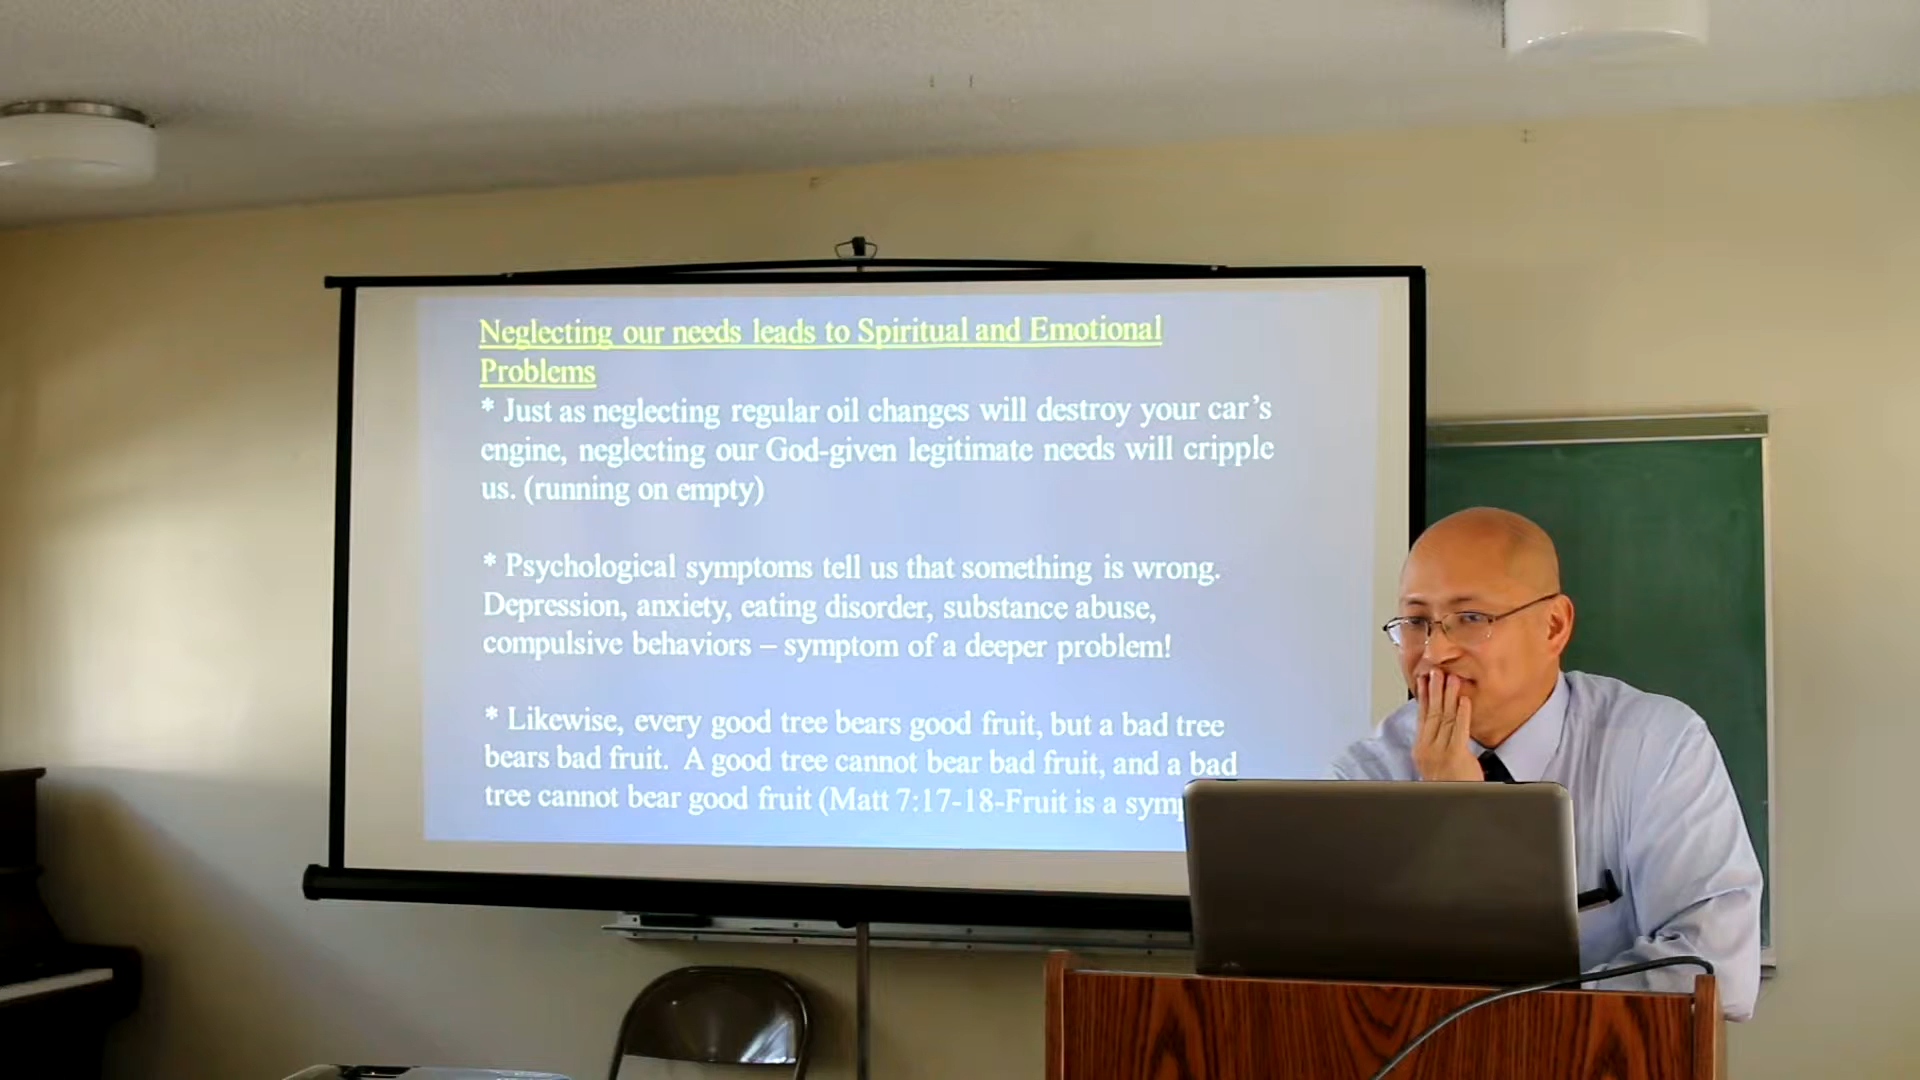 Neglecting our needs leads to Spiritual and Emotional
Problems
* Just as neglecting regular oil changes will destroy your car's
engine, neglecting our God-given legitimate needs will cripple
us. (running on empty)
* Psychological symptoms tell us that something is wrong.
Depression, anxiety, eating disorder, substance abuse,
compulsive behaviors – symptom of a deeper problem!
* Likewise, every good tree bears good fruit, but a bad tree
bears bad fruit. A good tree cannot bear bad fruit, and a bad
tree cannot bear good fruit (Matt 7:17-18-Fruit is a